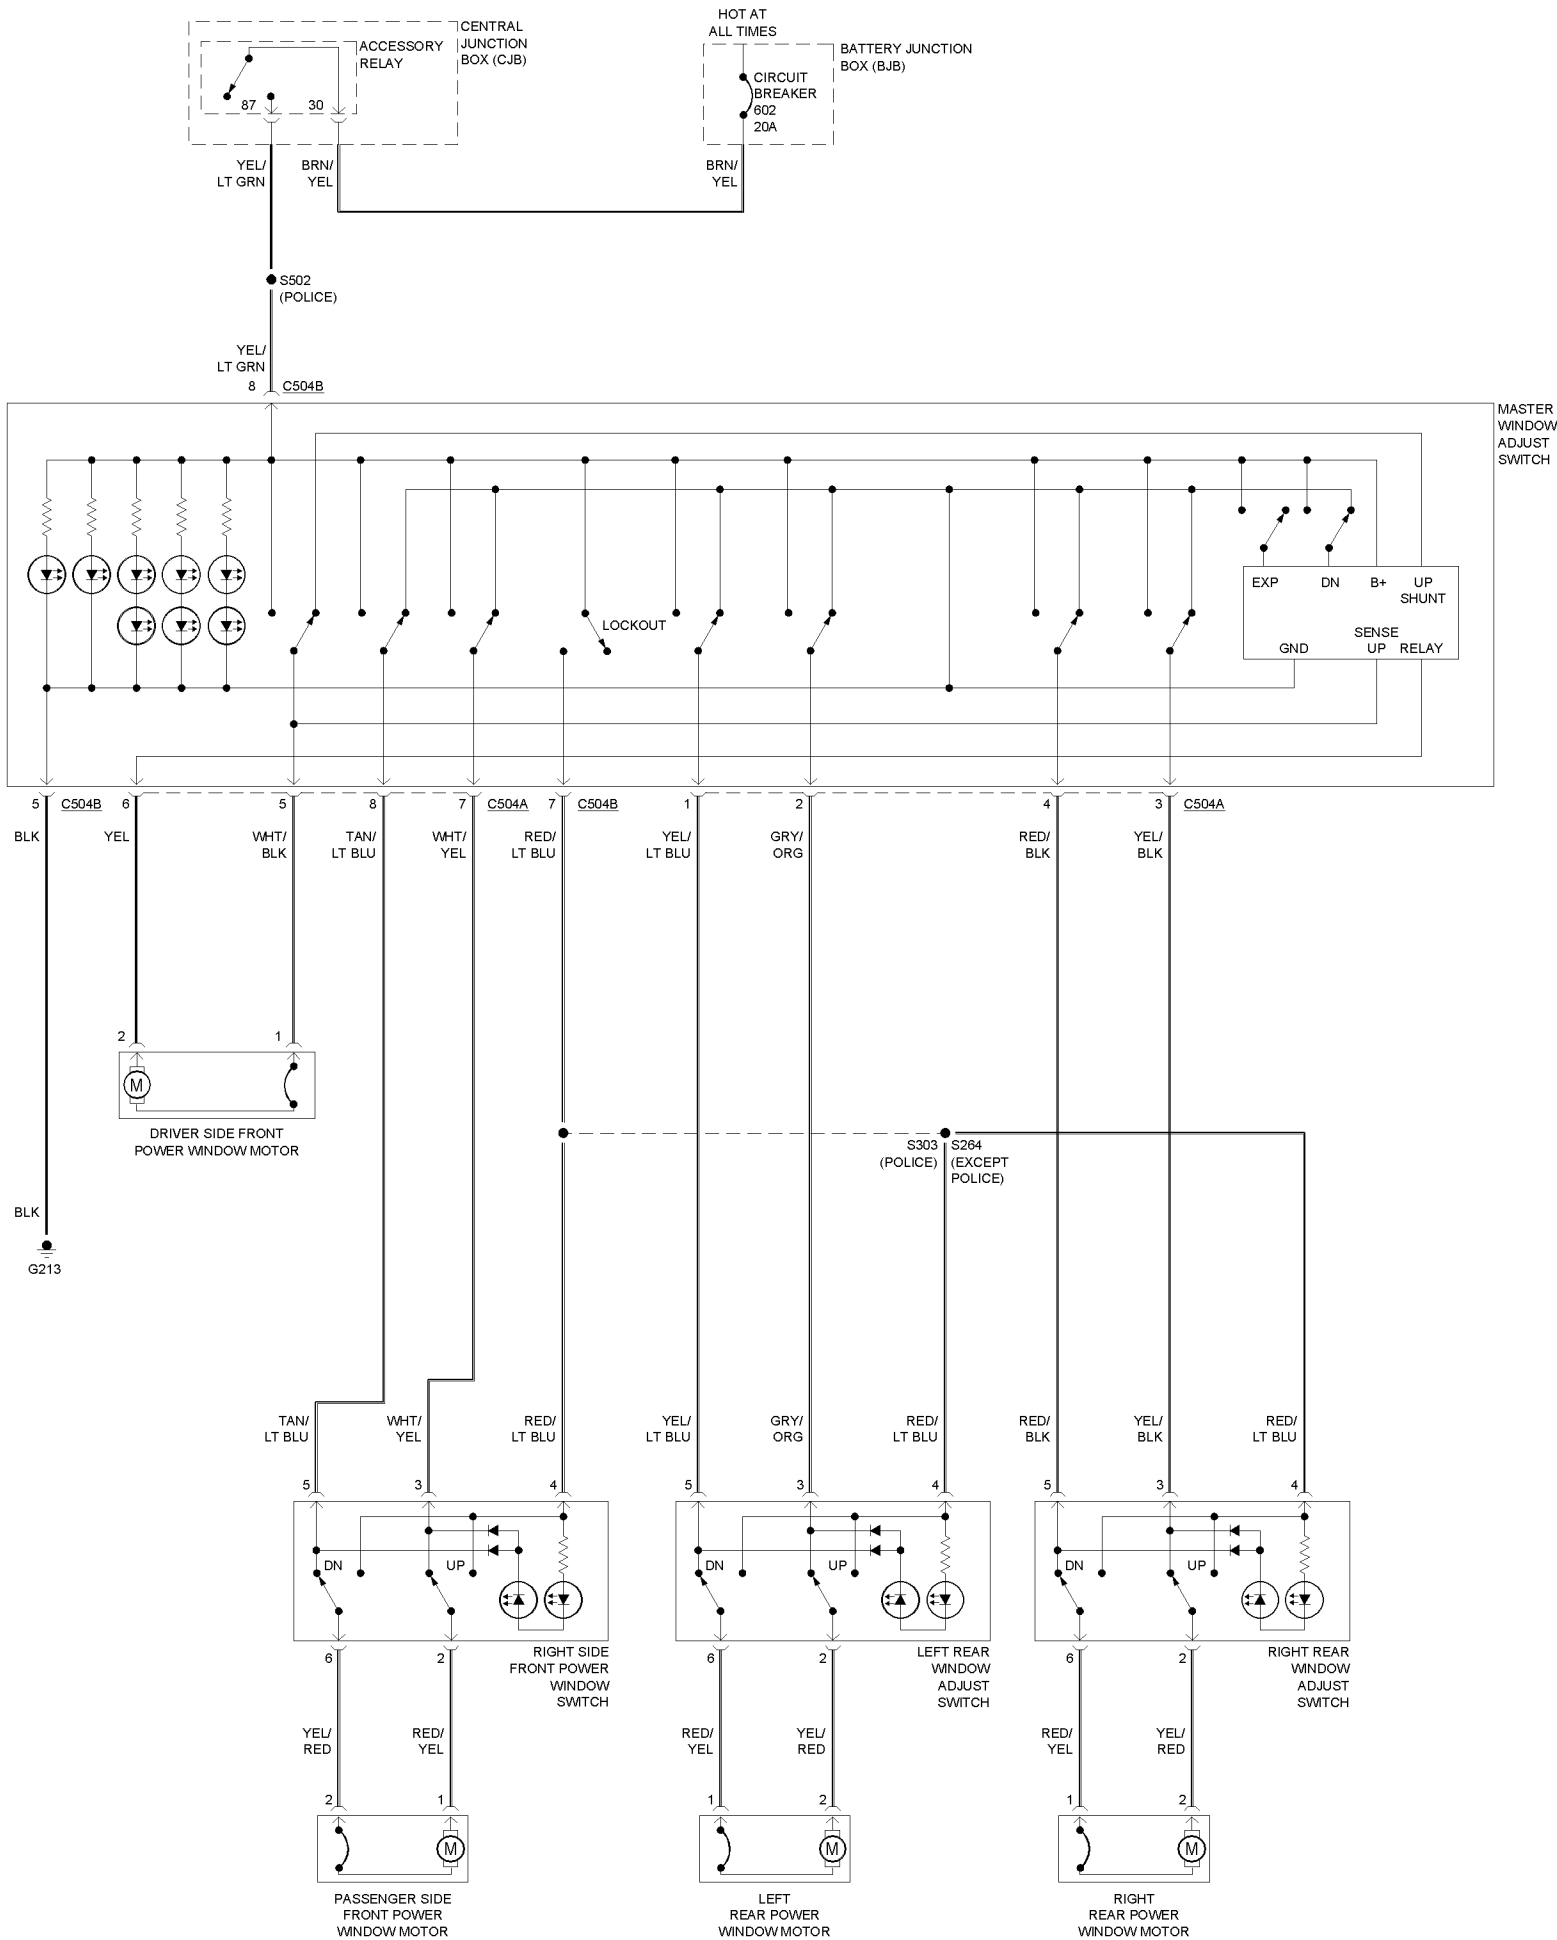 HOT AT
ALL TIMES
CENTRAL
JUNCTION
BOX (CJB)
ACCESSORY
RELAY
87
30
BATTERY JUNCTION
BOX (BJB)
CIRCUIT
BREAKER
602
20A
YEL/
LT GRN
BRN/
YEL
BRN/
YEL
S502
(POLICE)
YEL/
LT GRN
8
C504B
MASTER
WINDOW
ADJUST
SWITCH
LOCKOUT
EXP
DN
B+
UP
SHUNT
SENSE
GND
UP
RELAY
5
C504B
6
5
8
7
C504A
7
C504B
1
2
4
3
C504A
BLK
YEL
WHT/
BLK
TAN/
LT BLU
WHT/
YEL
RED/
LT BLU
YEL/
LT BLU
GRY/
ORG
RED/
BLK
YEL/
BLK
2
1
M
DRIVER SIDE FRONT
POWER WINDOW MOTOR
S303
(POLICE)
S264
(EXCEPT
POLICE)
BLK
G213
TAN/
LT BLU
WHT/
YEL
RED/
LT BLU
YEL/
LT BLU
GRY/
ORG
RED/
LT BLU
RED/
BLK
YEL/
BLK
RED/
LT BLU
5
3
4
5
3
4
5
3
4
DN
UP
DN
UP
DN
UP
6
2
RIGHT SIDE
FRONT POWER
WINDOW
SWITCH
6
2
LEFT REAR
WINDOW
ADJUST
SWITCH
6
2
RIGHT REAR
WINDOW
ADJUST
SWITCH
YEL/
RED
RED/
YEL
RED/
YEL
YEL/
RED
RED/
YEL
YEL/
RED
2
1
1
2
1
2
M
M
M
PASSENGER SIDE
FRONT POWER
WINDOW MOTOR
LEFT
REAR POWER
WINDOW MOTOR
RIGHT
REAR POWER
WINDOW MOTOR